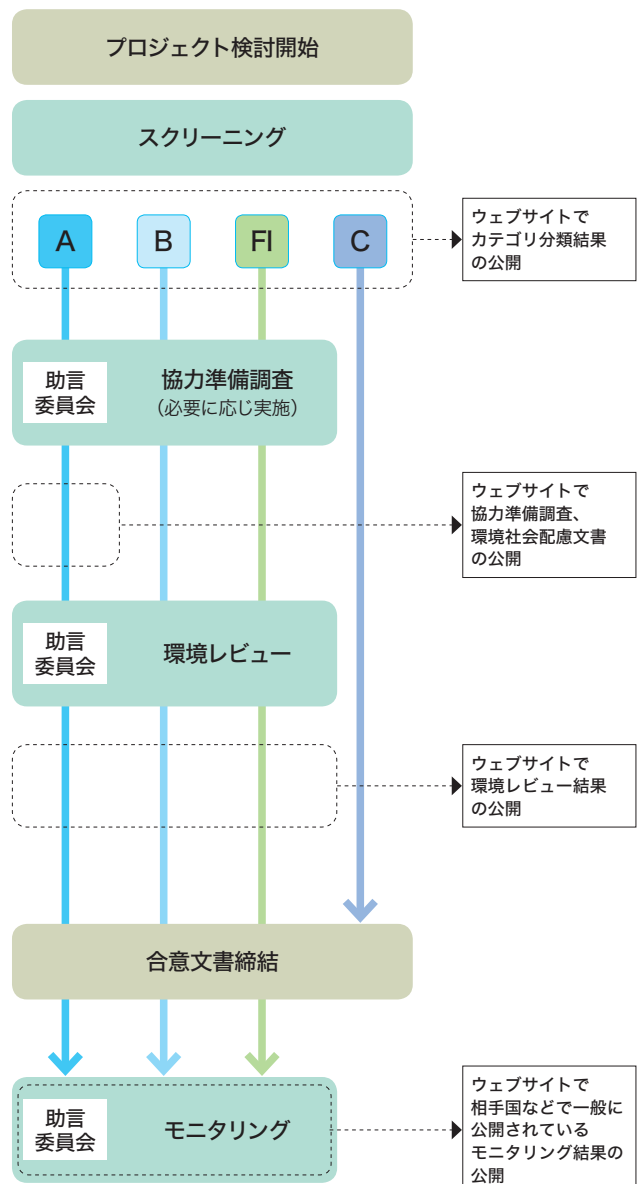 プロジェクト検討開始
スクリーニング
A
B
FI
C
ウェブサイトで
カテゴリ分類結果
の公開
助言
委員会
協力準備調査
（必要に応じ実施）
ウェブサイトで
協力準備調査、
環境社会配慮文書
の公開
助言
委員会
環境レビュー
ウェブサイトで
環境レビュー結果
の公開
合意文書締結
助言
委員会
モニタリング
ウェブサイトで
相手国などで一般に
公開されている
モニタリング結果の
公開